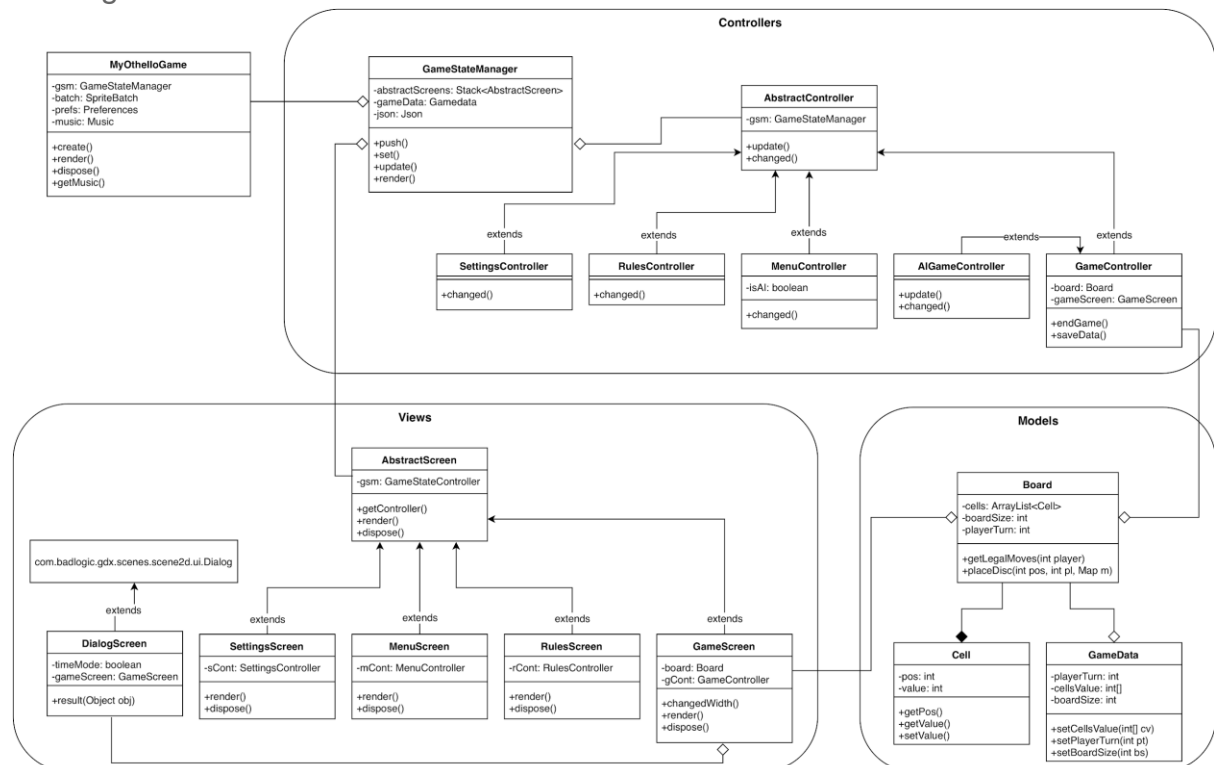 Controllers
MyOthelloGame
-gsm: GameStateManager
-batch: SpriteBatch
-prefs: Preferences
-music: Music
+create()
+render()
+dispose()
+getMusic()
GameStateManager
-abstractScreens: Stack<AbstractScreen>
-gameData: Gamedata
-json: Json
+push()
+set()
+update()
+render()
AbstractController
-gsm: GameStateManager
+update()
+changed()
extends
extends
extends
extends
extends
SettingsController
+changed()
RulesController
+changed()
MenuController
-isAI: boolean
+changed()
AIGameController
+update()
+changed()
GameController
-board: Board
-gameScreen: GameScreen
+endGame()
+saveData()
Views
AbstractScreen
-gsm: GameStateController
+getController()
+render()
+dispose()
com.badlogic.gdx.scenes.scene2d.ui.Dialog
extends
extends
extends
extends
extends
DialogScreen
-timeMode: boolean
-gameScreen: GameScreen
+result(Object obj)
SettingsScreen
-sCont: SettingsController
+render()
+dispose()
MenuScreen
-mCont: MenuController
+render()
+dispose()
RulesScreen
-rCont: RulesController
+render()
+dispose()
GameScreen
-board: Board
-gCont: GameController
+changedWidth()
+render()
+dispose()
Models
Board
-cells: ArrayList<Cell>
-boardSize: int
-playerTurn: int
+getLegalMoves(int player)
+placeDisc(int pos, int pl, Map m)
Cell
-pos: int
-value: int
+getPos()
+getValue()
+setValue()
GameData
-playerTurn: int
-cellsValue: int[]
-boardSize: int
+setCellsValue(int[] cv)
+setPlayerTurn(int pt)
+setBoardSize(int bs)